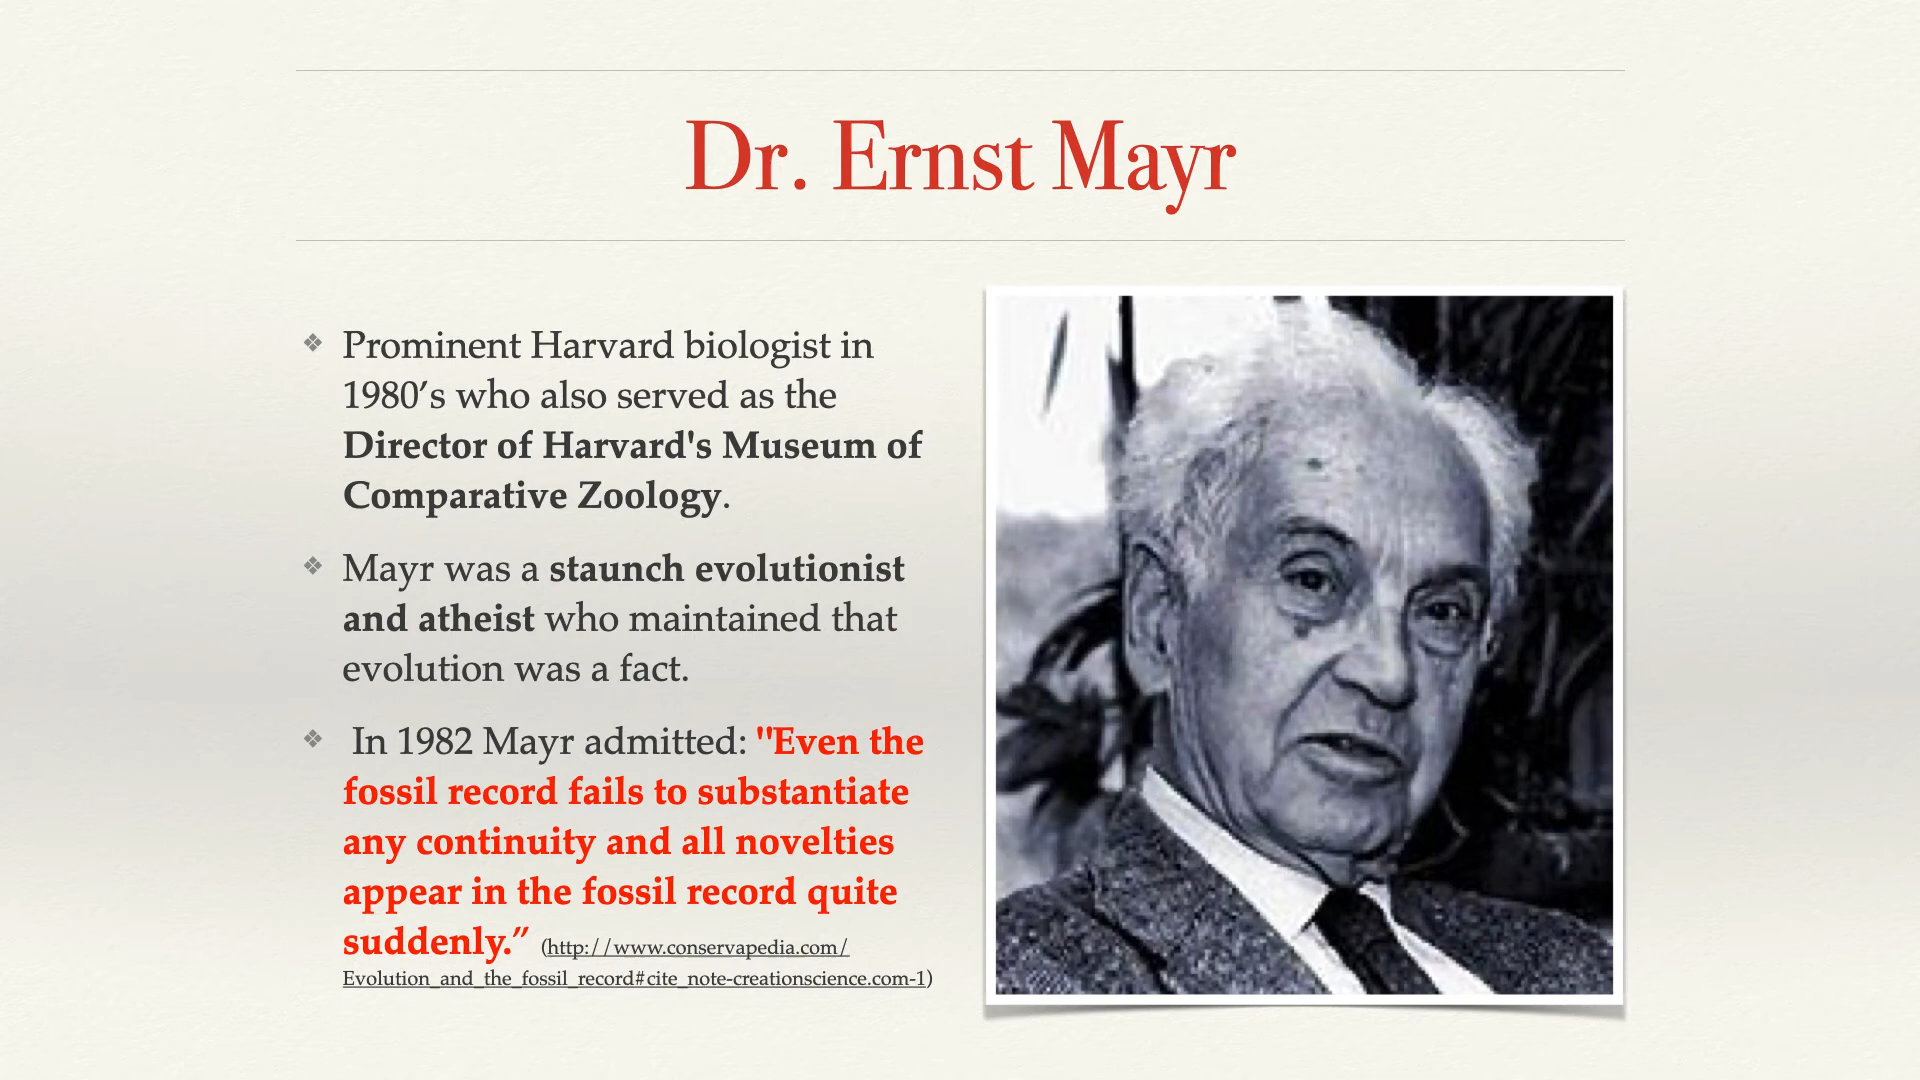 Dr. Ernst Mayr
❖ Prominent Harvard biologist in
1980’s who also served as the
Director of Harvard's Museum of
Comparative Zoology.
❖ Mayr was a staunch evolutionist
and atheist who maintained that
evolution was a fact.
❖ In 1982 Mayr admitted: "Even the
fossil record fails to substantiate
any continuity and all novelties
appear in the fossil record quite
suddenly.” (http://www.conservapedia.com/
Evolution_and_the_fossil_record#cite_note-creationscience.com-1)